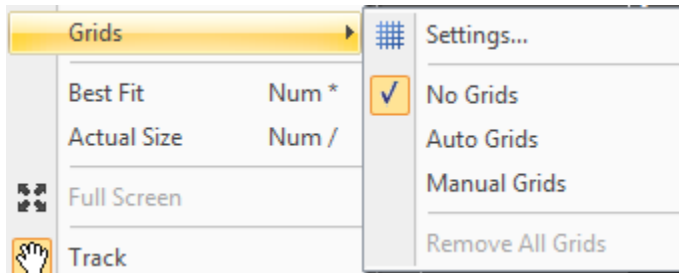 Grids
Best Fit Num *
Actual Size Num /
Full Screen
Track
Settings...
No Grids
Auto Grids
Manual Grids
Remove All Grids